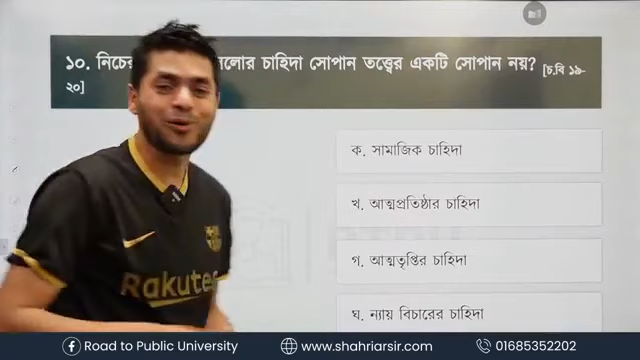 ১০. নিচের লোর চাহিদা সোপান তত্ত্বের একটি সোপান নয়? [চ.বি ১৯-
২০]
ক. সামাজিক চাহিদা
খ. আত্মপ্রতিষ্ঠার চাহিদা
গ. আত্মতৃপ্তির চাহিদা
ঘ. ন্যায় বিচারের চাহিদা
Rakuten
Road to Public University www.shahriarsir.com 01685352202